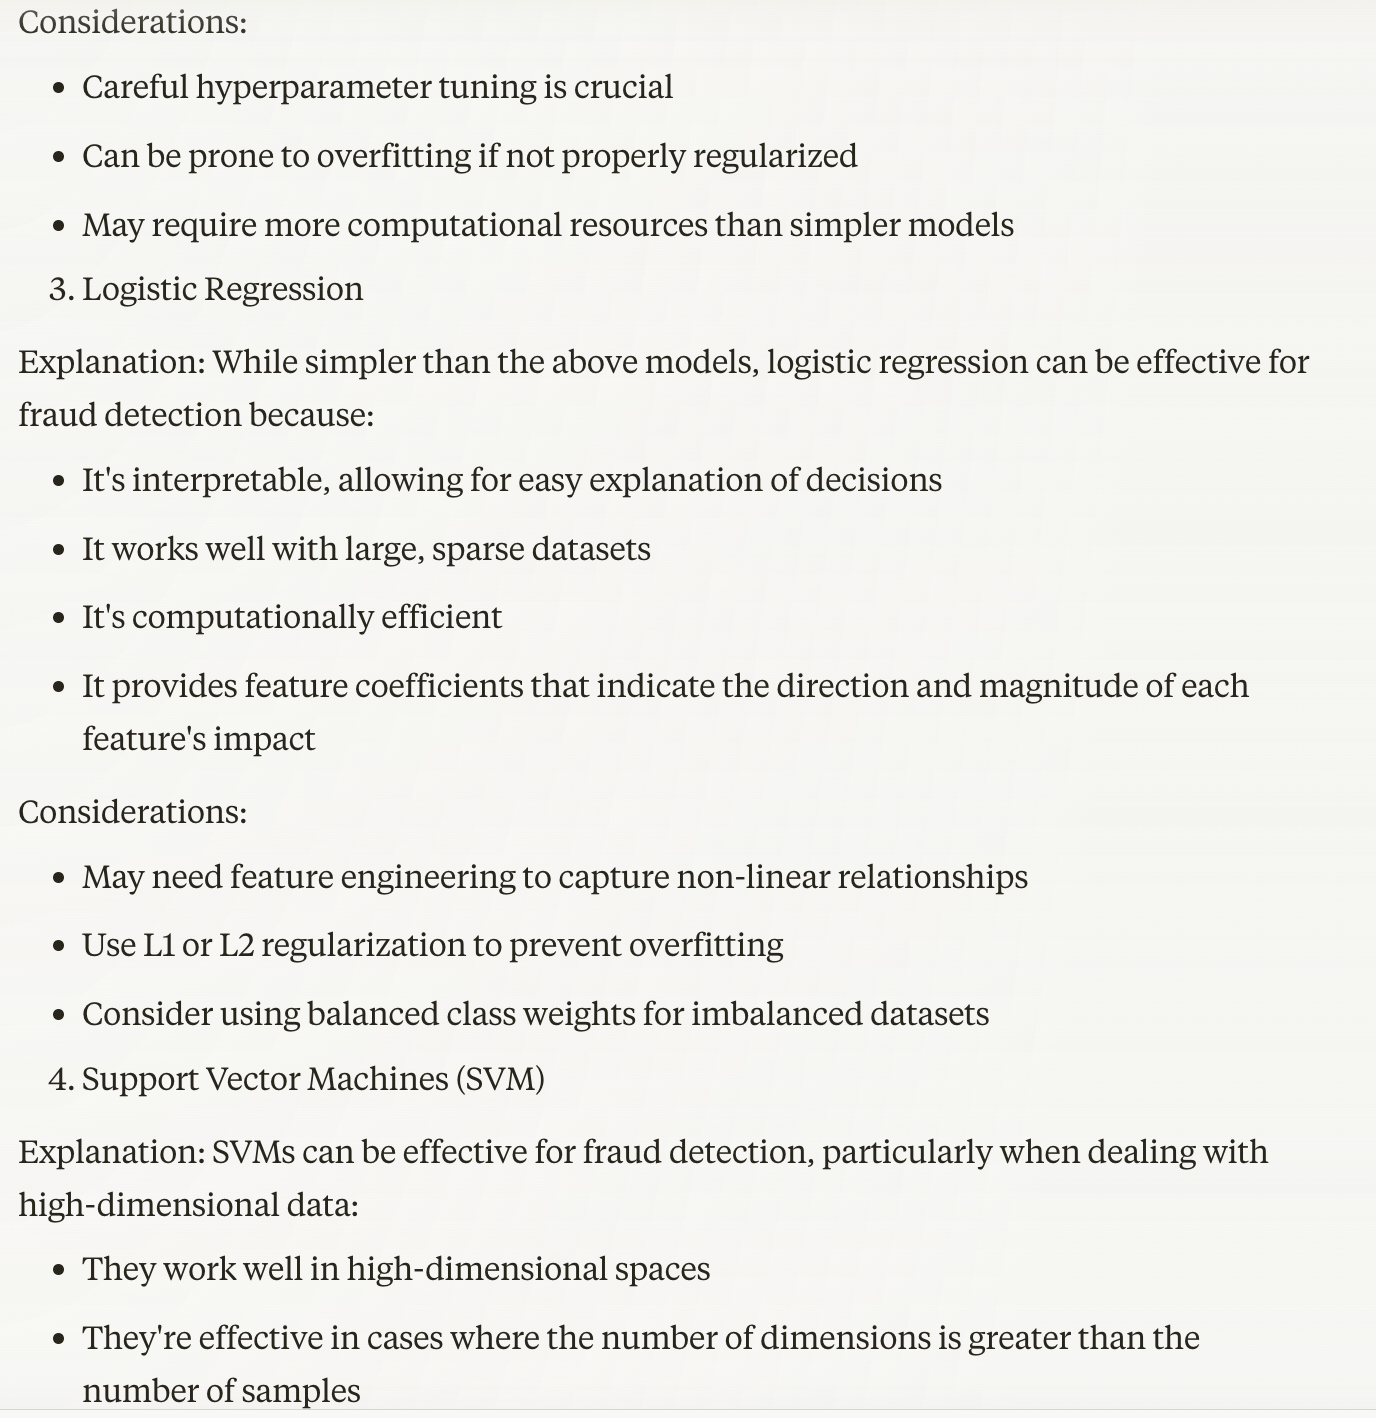 Considerations:
• Careful hyperparameter tuning is crucial
• Can be prone to overfitting if not properly regularized
• May require more computational resources than simpler models
3. Logistic Regression
Explanation: While simpler than the above models, logistic regression can be effective for
fraud detection because:
• It's interpretable, allowing for easy explanation of decisions
• It works well with large, sparse datasets
• It's computationally efficient
• It provides feature coefficients that indicate the direction and magnitude of each
feature's impact
Considerations:
• May need feature engineering to capture non-linear relationships
• Use L1 or L2 regularization to prevent overfitting
• Consider using balanced class weights for imbalanced datasets
4. Support Vector Machines (SVM)
Explanation: SVMs can be effective for fraud detection, particularly when dealing with
high-dimensional data:
• They work well in high-dimensional spaces
• They're effective in cases where the number of dimensions is greater than the
number of samples